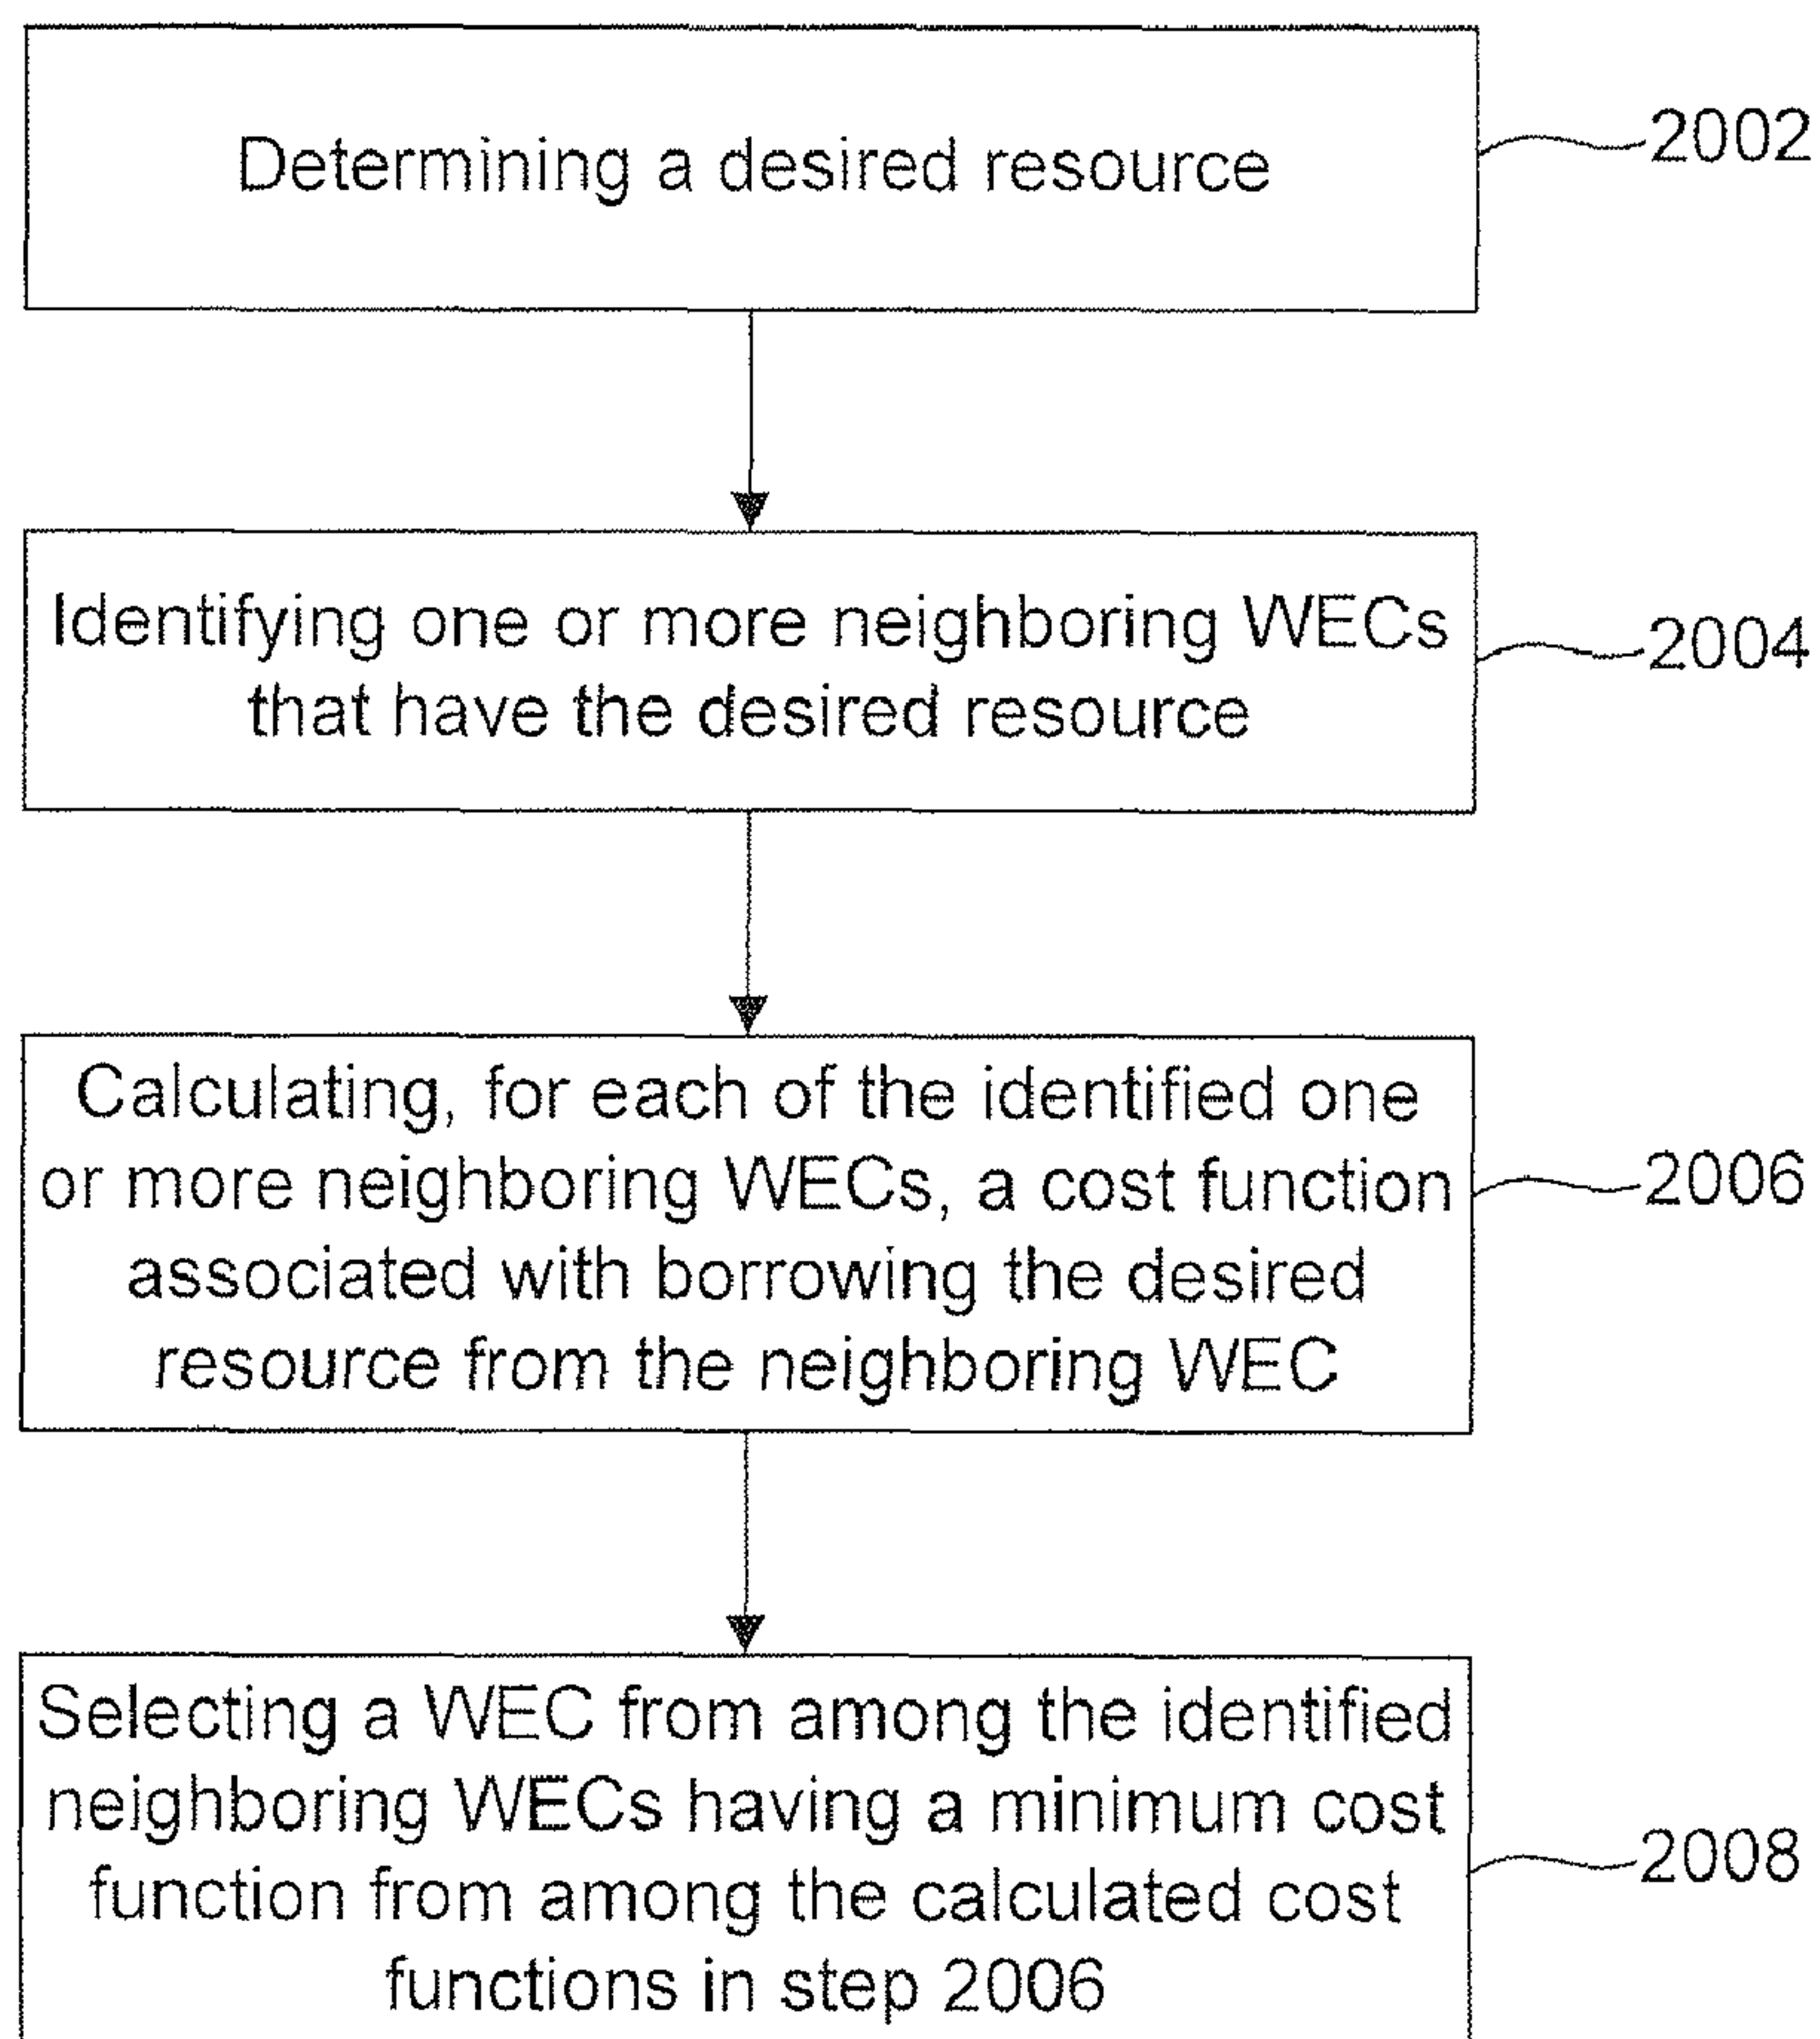 Determining a desired resource
2002
Identifying one or more neighboring WECs
that have the desired resource
2004
Calculating, for each of the identified one
or more neighboring WECs, a cost function
associated with borrowing the desired
resource from the neighboring WEC
2006
Selecting a WEC from among the identified
neighboring WECs having a minimum cost
function from among the calculated cost
functions in step 2006
2008